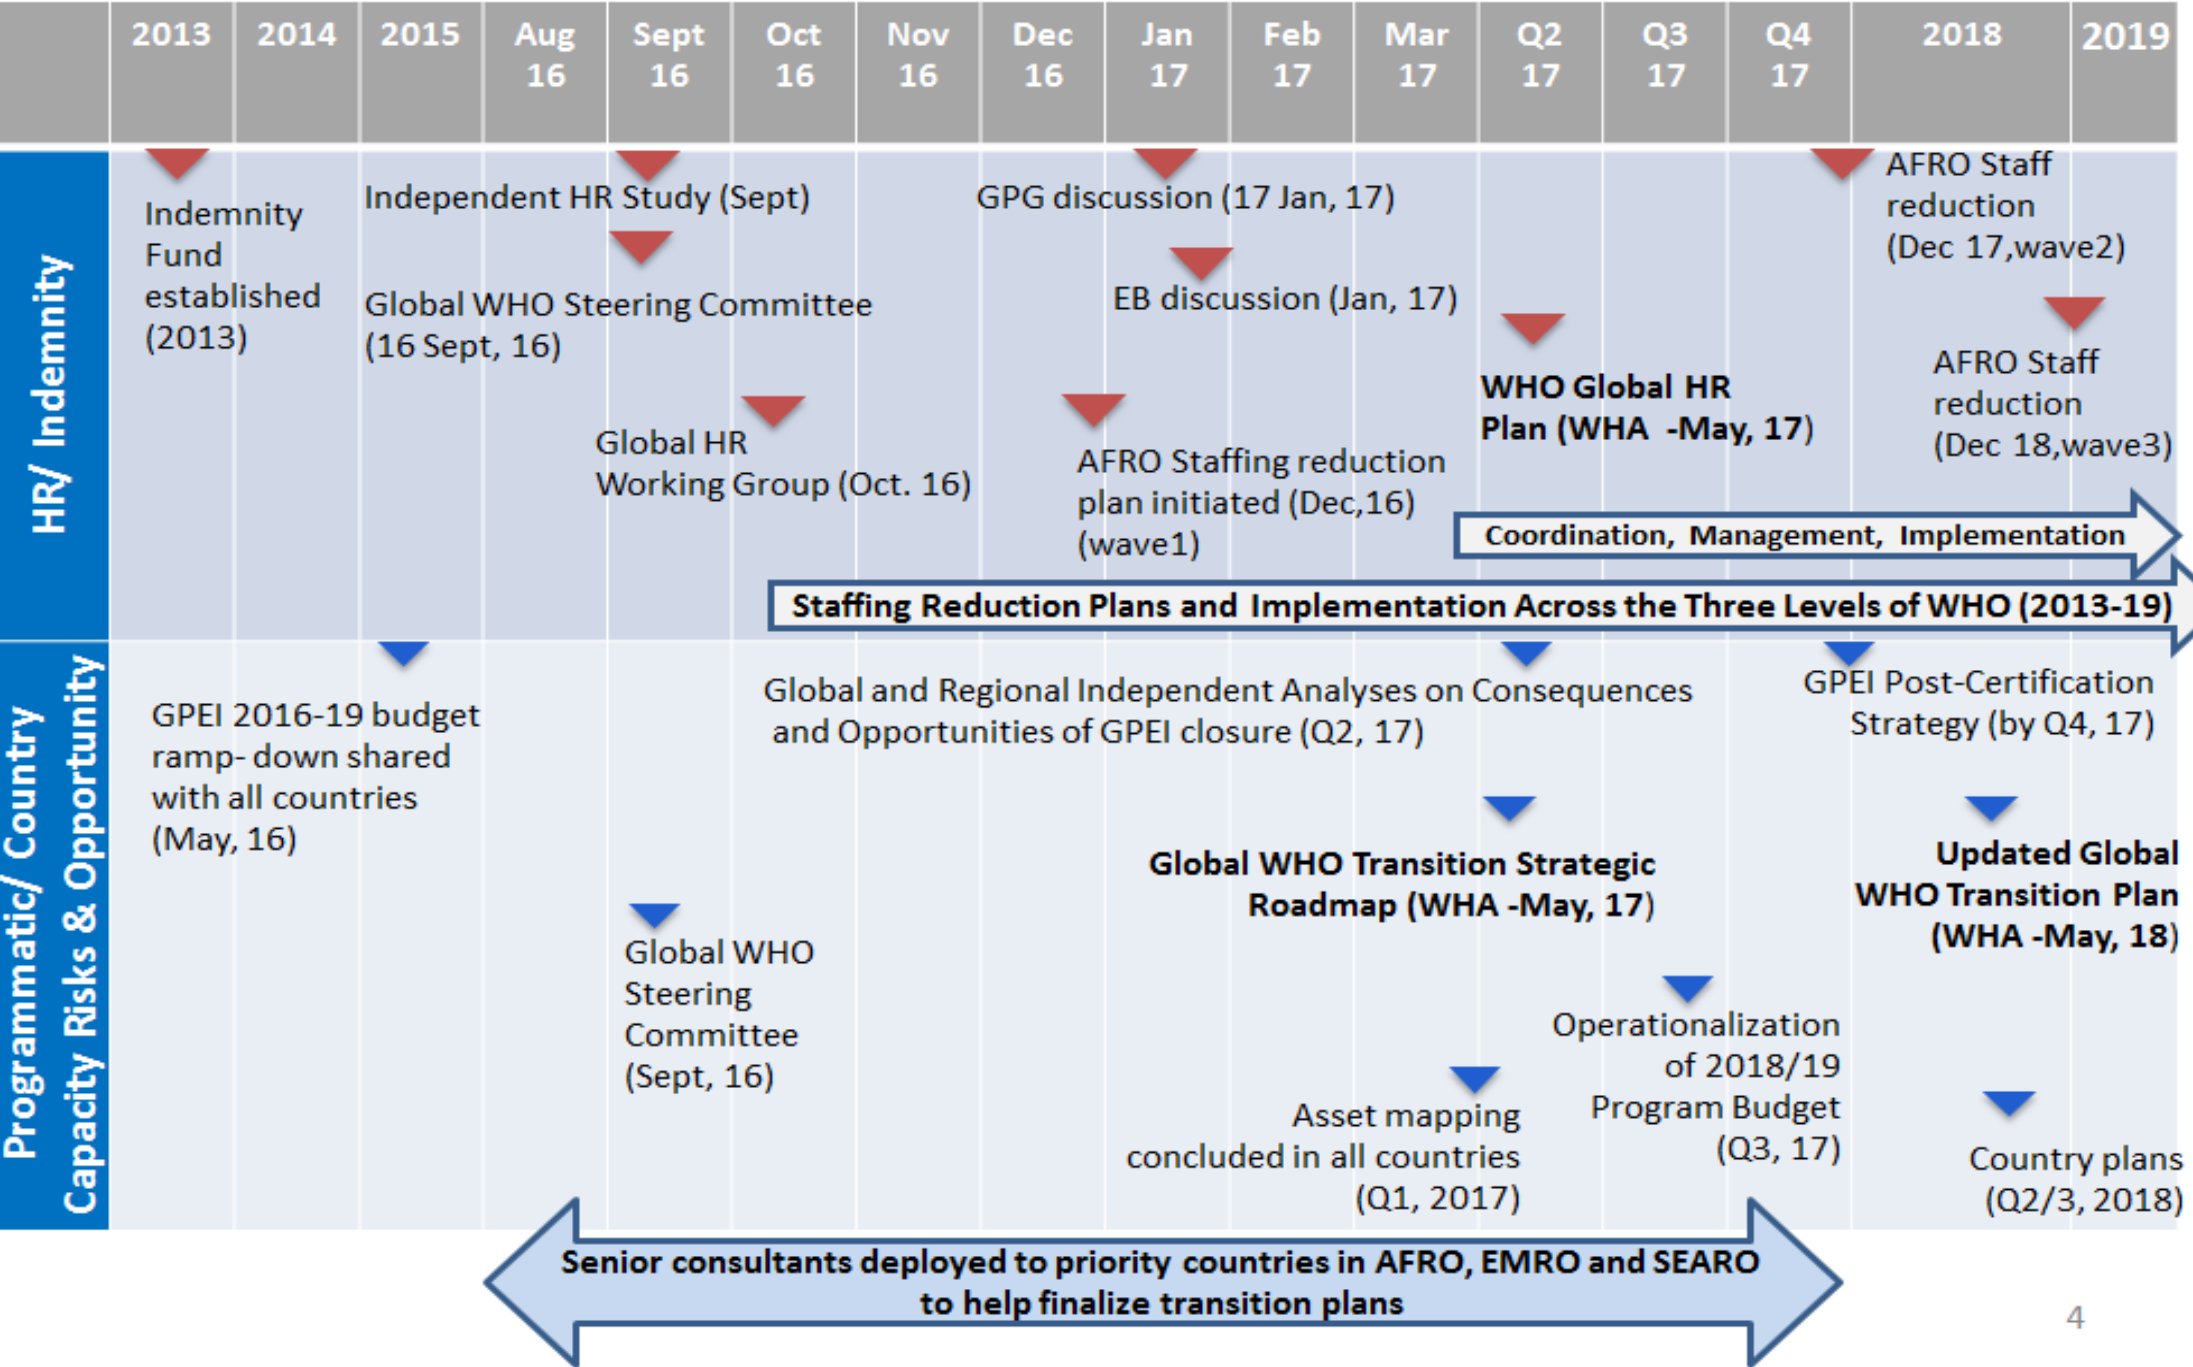 2013
2014
2015
Aug
16
Sept
16
Oct
16
Nov
16
Dec
16
Jan
17
Feb
17
Mar
17
Q2
17
Q3
17
Q4
17
2018
2019
HR/ Indemnity
Indemnity
Fund
established
(2013)
Independent HR Study (Sept)
Global WHO Steering Committee
(16 Sept, 16)
Global HR
Working Group (Oct. 16)
GPG discussion (17 Jan, 17)
EB discussion (Jan, 17)
AFRO Staffing reduction
plan initiated (Dec,16)
(wave1)
WHO Global HR
Plan (WHA -May, 17)
AFRO Staff
reduction
(Dec 17,wave2)
AFRO Staff
reduction
(Dec 18,wave3)
Coordination, Management, Implementation
Staffing Reduction Plans and Implementation Across the Three Levels of WHO (2013-19)
Programmatic/ Country
Capacity Risks & Opportunity
GPEI 2016-19 budget
ramp- down shared
with all countries
(May, 16)
Global WHO
Steering
Committee
(Sept, 16)
Global and Regional Independent Analyses on Consequences
and Opportunities of GPEI closure (Q2, 17)
Global WHO Transition Strategic
Roadmap (WHA -May, 17)
Asset mapping
concluded in all countries
(Q1, 2017)
GPEI Post-Certification
Strategy (by Q4, 17)
Updated Global
WHO Transition Plan
(WHA -May, 18)
Operationalization
of 2018/19
Program Budget
(Q3, 17)
Country plans
(Q2/3, 2018)
Senior consultants deployed to priority countries in AFRO, EMRO and SEARO
to help finalize transition plans
4